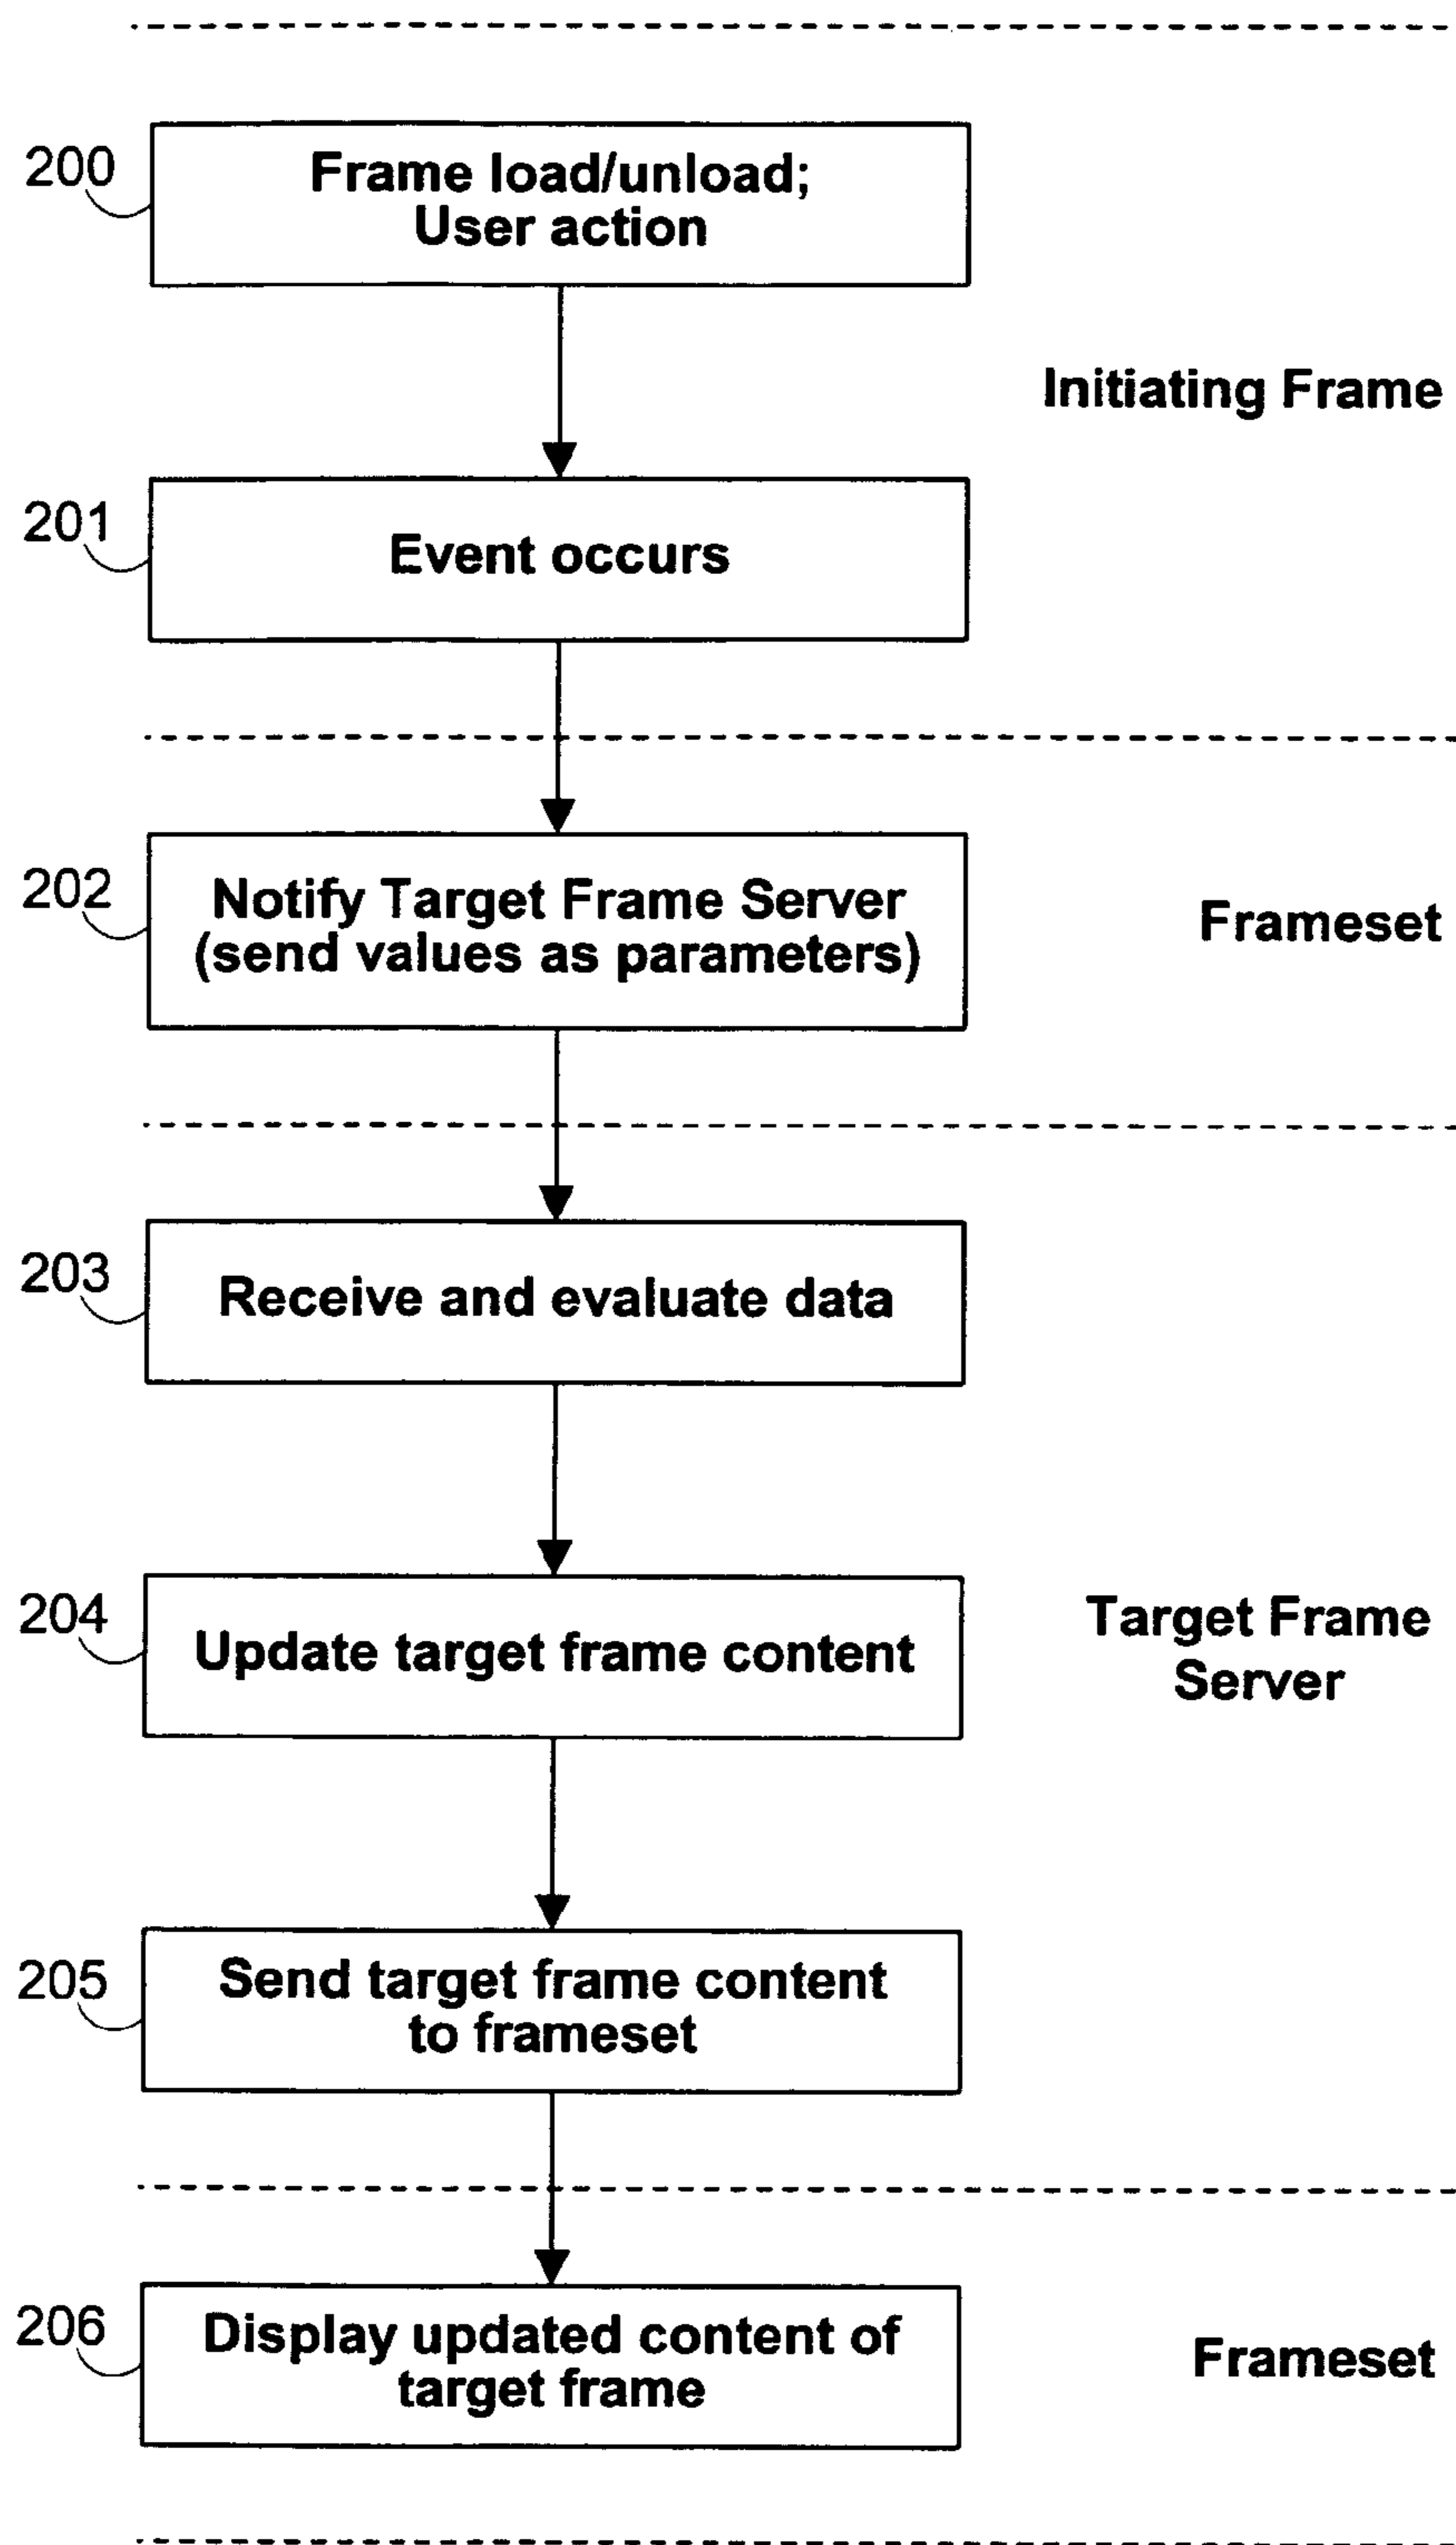 200
Frame load/unload;
User action
Initiating Frame
201
Event occurs
202
Notify Target Frame Server
(send values as parameters)
Frameset
203
Receive and evaluate data
204
Update target frame content
Target Frame
Server
205
Send target frame content
to frameset
206
Display updated content of
target frame
Frameset